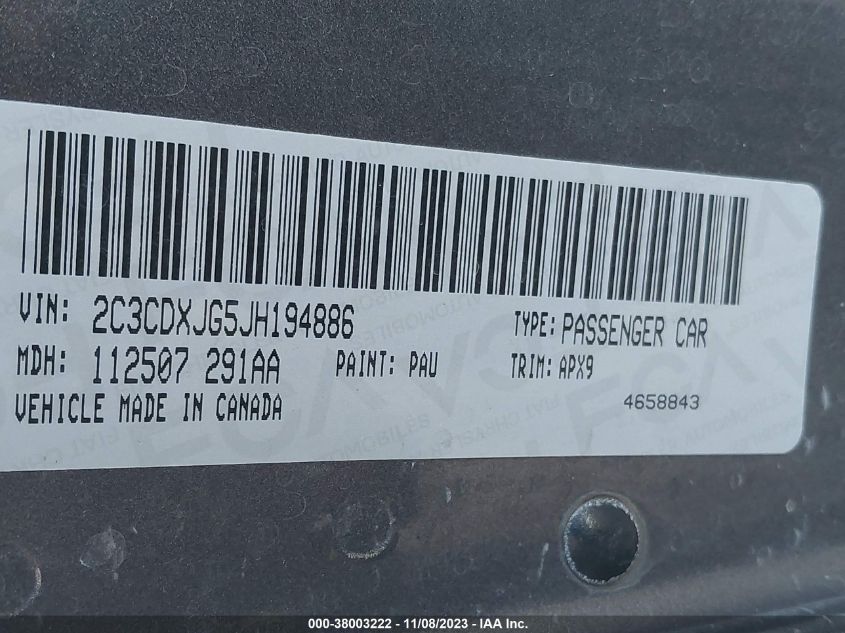 VIN: 2C3CDXJG5JH194886 TYPE: PASSENGER CAR
MDH: 112507 291AA PAINT: PAU TRIM: APX9
VEHICLE MADE IN CANADA 4658843
000-38003222 - 11/08/2023 - IAA Inc.